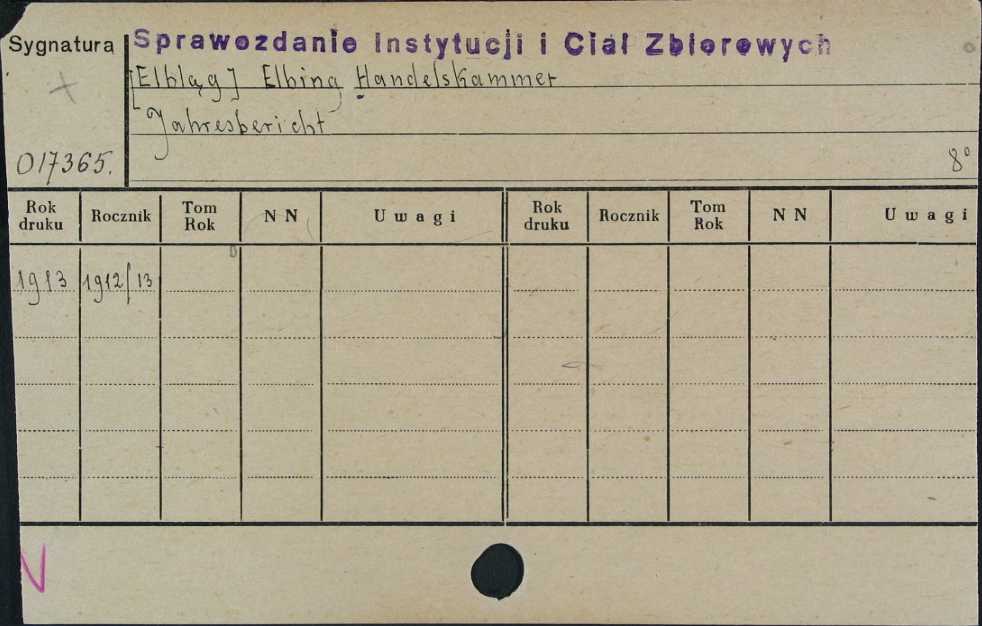 Sygnatura
Sprawozdanie Instytucji i Ciał Zbiorowych
[Elbląg] Elbing Handelskammer
Jahresbericht
017365.
8°
Rok druku Rocznik Tom Rok N N Uwagi Rok druku Rocznik Tom Rok N N Uwagi
1913 1912/13